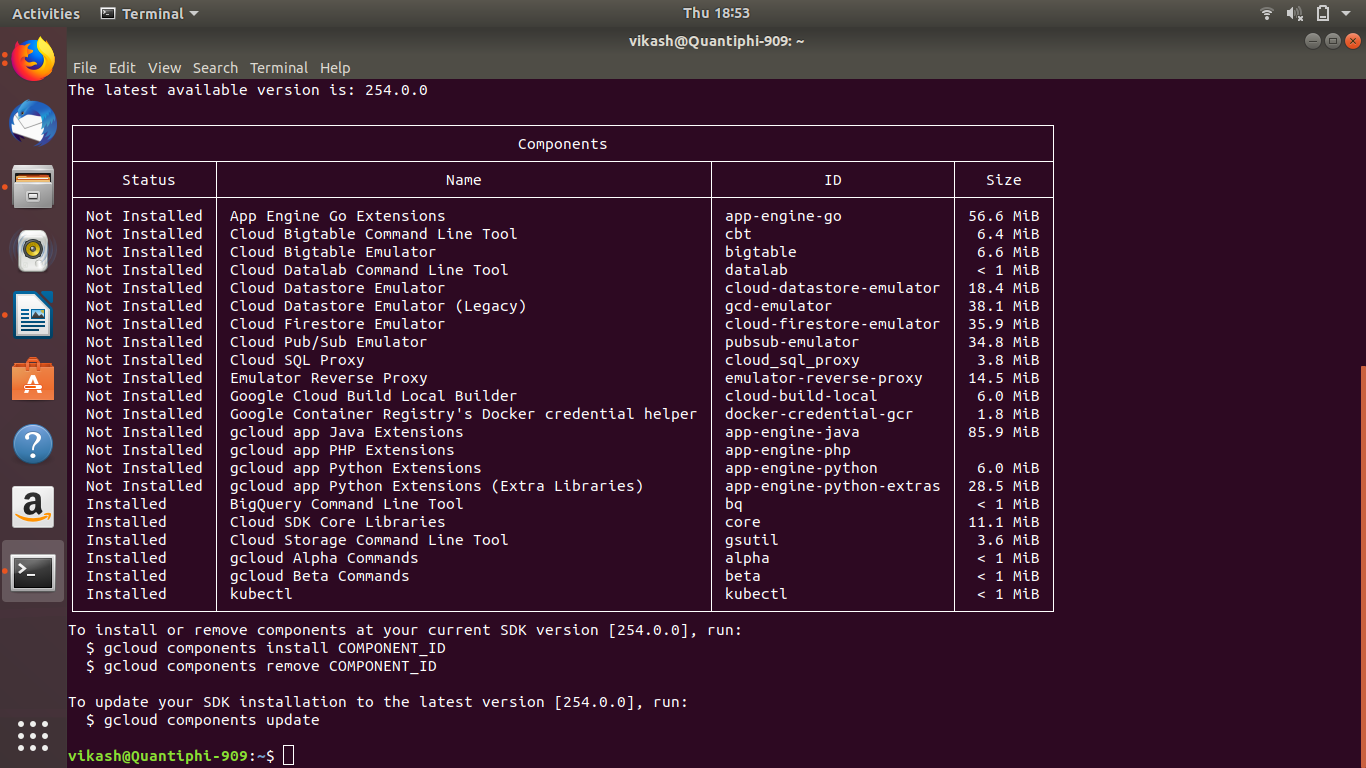 Activities Terminal Thu 18:53
vikash@Quantiphi-909: ~
File Edit View Search Terminal Help
The latest available version is: 254.0.0
Components
Status Name ID Size
Not Installed App Engine Go Extensions app-engine-go 56.6 MiB
Not Installed Cloud Bigtable Command Line Tool cbt 6.4 MiB
Not Installed Cloud Bigtable Emulator bigtable 6.6 MiB
Not Installed Cloud Datalab Command Line Tool datalab < 1 MiB
Not Installed Cloud Datastore Emulator cloud-datastore-emulator 18.4 MiB
Not Installed Cloud Datastore Emulator (Legacy) gcd-emulator 38.1 MiB
Not Installed Cloud Firestore Emulator cloud-firestore-emulator 35.9 MiB
Not Installed Cloud Pub/Sub Emulator pubsub-emulator 34.8 MiB
Not Installed Cloud SQL Proxy cloud_sql_proxy 3.8 MiB
Not Installed Emulator Reverse Proxy emulator-reverse-proxy 14.5 MiB
Not Installed Google Cloud Build Local Builder cloud-build-local 6.0 MiB
Not Installed Google Container Registry's Docker credential helper docker-credential-gcr 1.8 MiB
Not Installed gcloud app Java Extensions app-engine-java 85.9 MiB
Not Installed gcloud app PHP Extensions app-engine-php
Not Installed gcloud app Python Extensions app-engine-python 6.0 MiB
Not Installed gcloud app Python Extensions (Extra Libraries) app-engine-python-extras 28.5 MiB
Installed BigQuery Command Line Tool bq < 1 MiB
Installed Cloud SDK Core Libraries core 11.1 MiB
Installed Cloud Storage Command Line Tool gsutil 3.6 MiB
Installed gcloud Alpha Commands alpha < 1 MiB
Installed gcloud Beta Commands beta < 1 MiB
Installed kubectl kubectl < 1 MiB
To install or remove components at your current SDK version [254.0.0], run:
$ gcloud components install COMPONENT_ID
$ gcloud components remove COMPONENT_ID
To update your SDK installation to the latest version [254.0.0], run:
$ gcloud components update
vikash@Quantiphi-909:~$